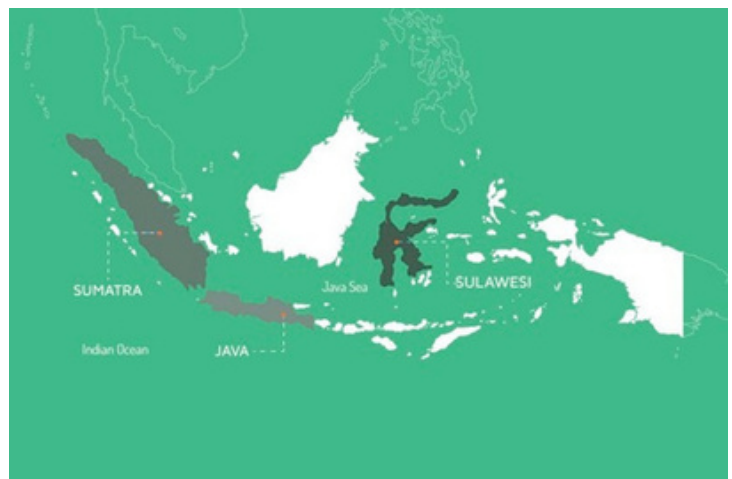 SUMATRA
Java Sea
SULAWESI
Indian Ocean
JAVA